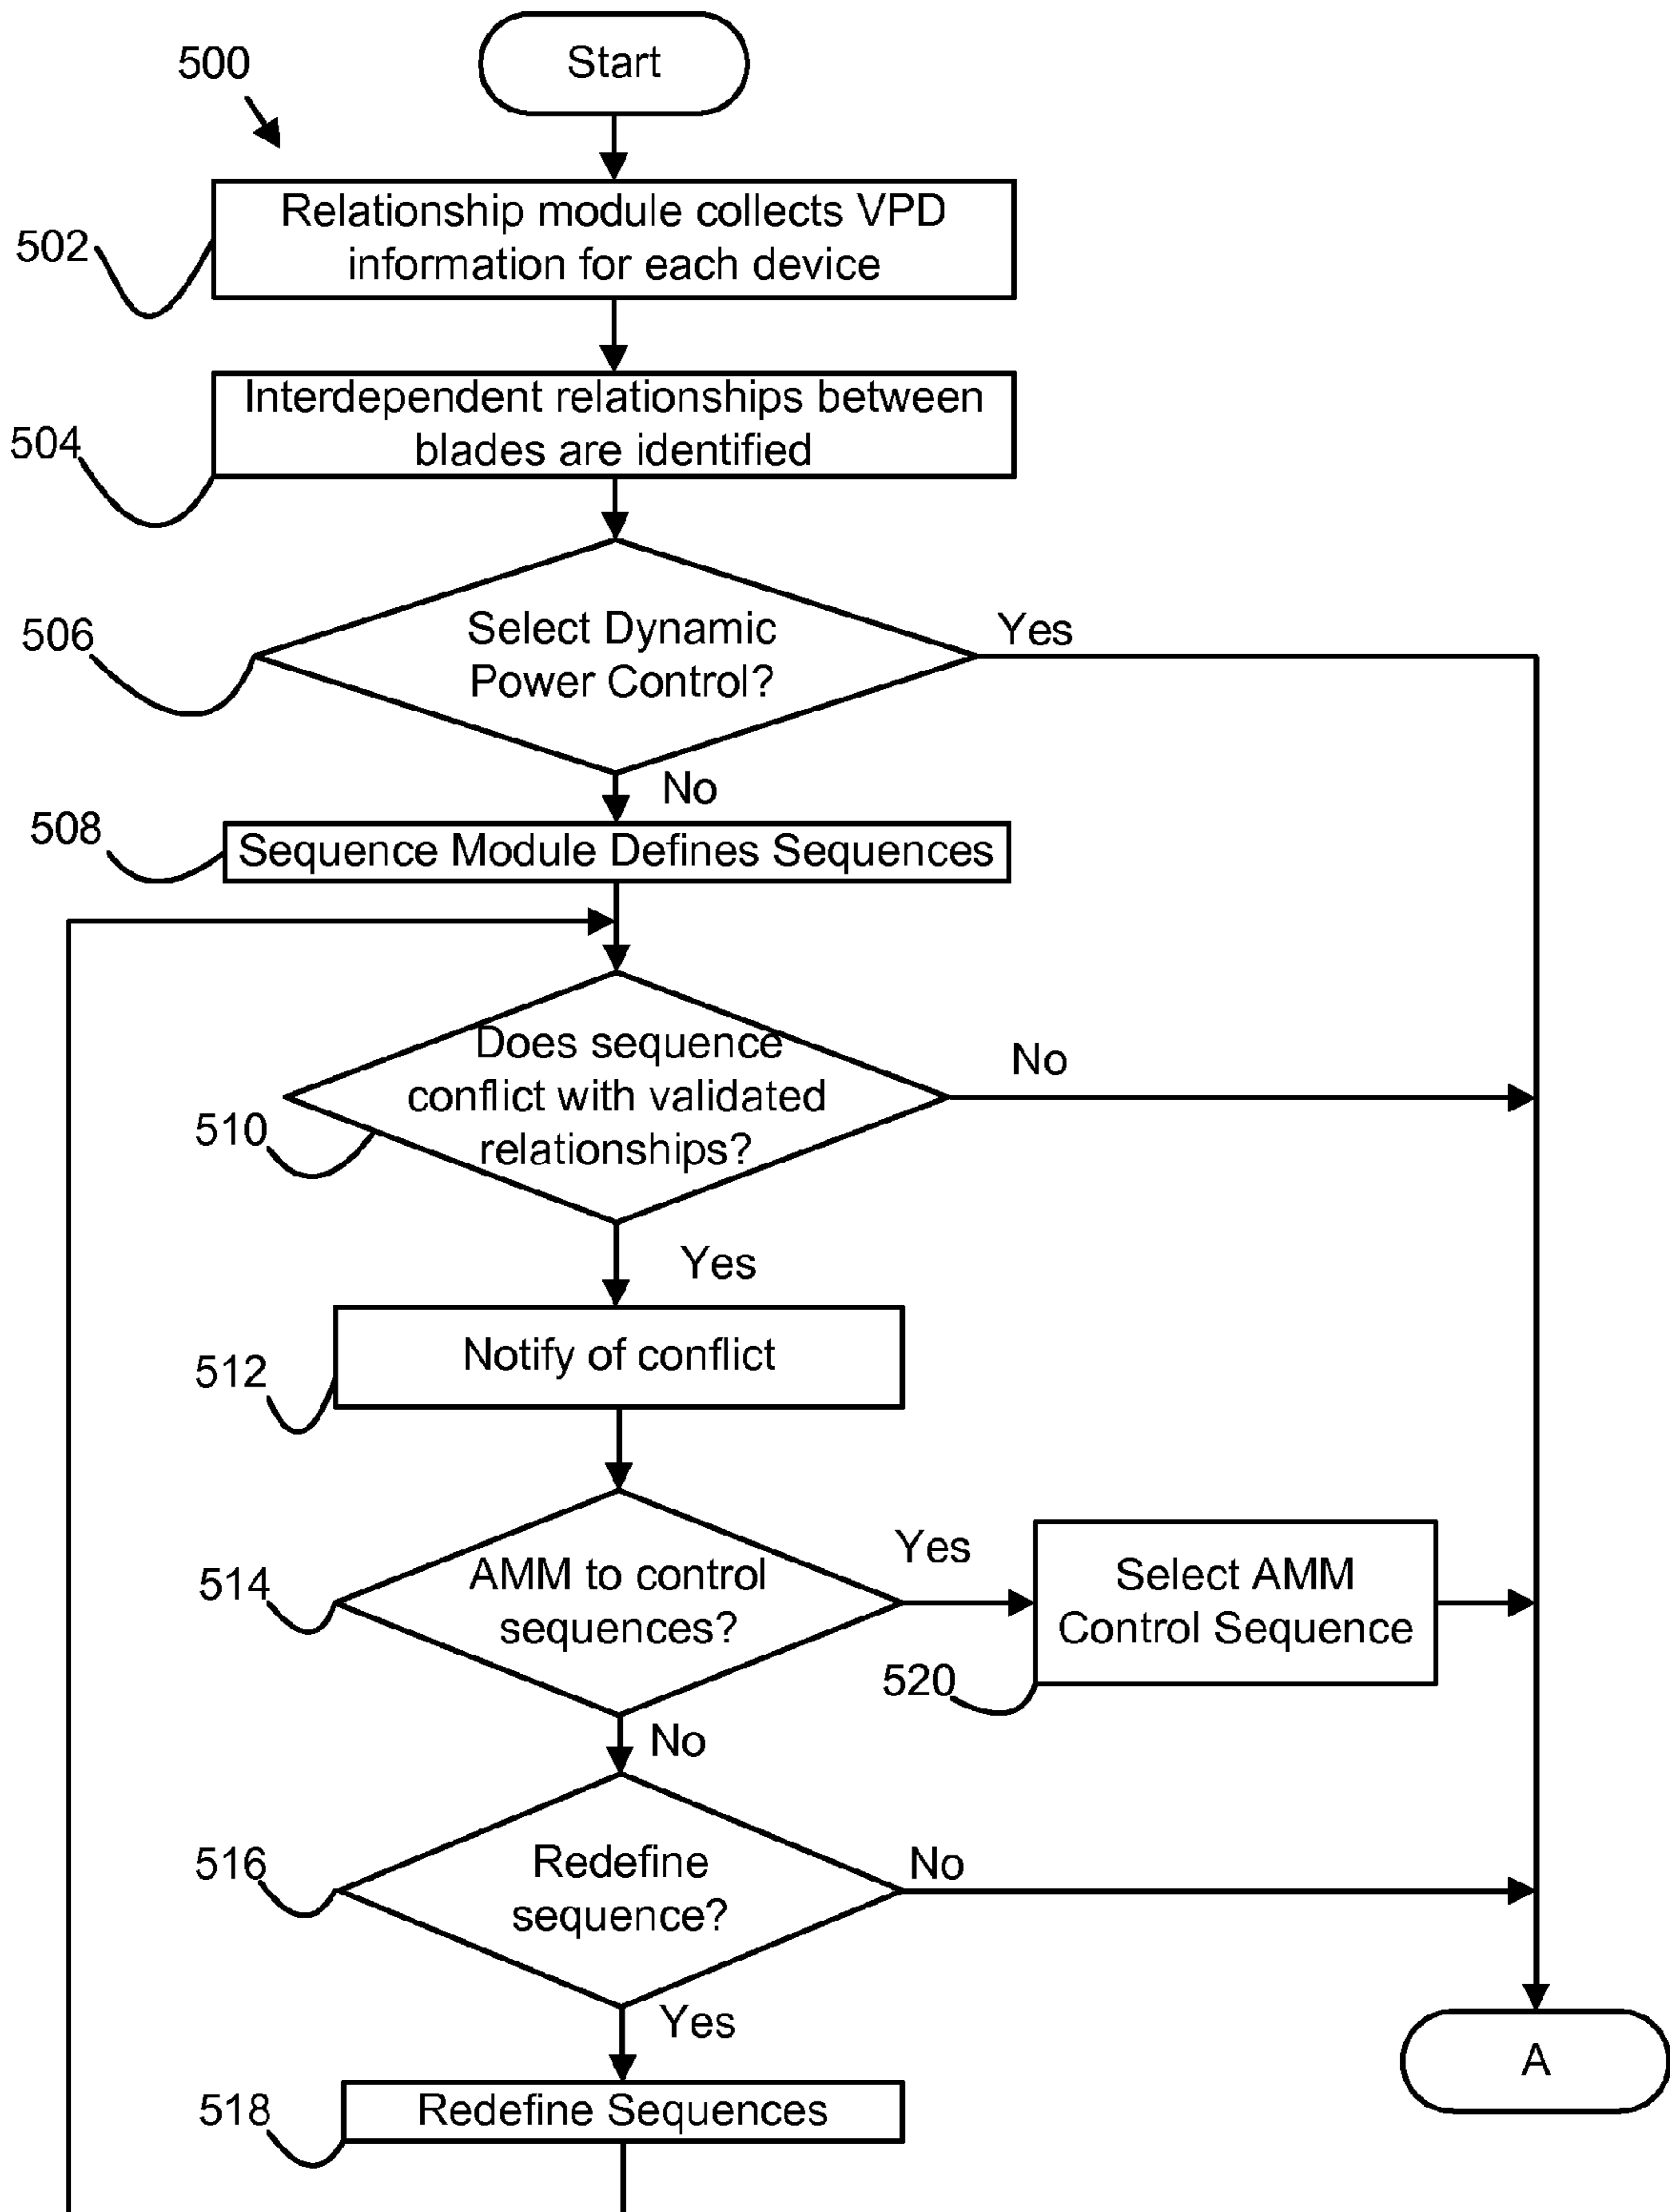 Start
500
Relationship module collects VPD
information for each device
502
Interdependent relationships between
blades are identified
504
Select Dynamic
Power Control?
506
Yes
No
508
Sequence Module Defines Sequences
Does sequence
conflict with validated
relationships?
510
No
Yes
Notify of conflict
512
AMM to control
sequences?
514
Yes
Select AMM
Control Sequence
520
No
Redefine
sequence?
516
No
Yes
A
Redefine Sequences
518